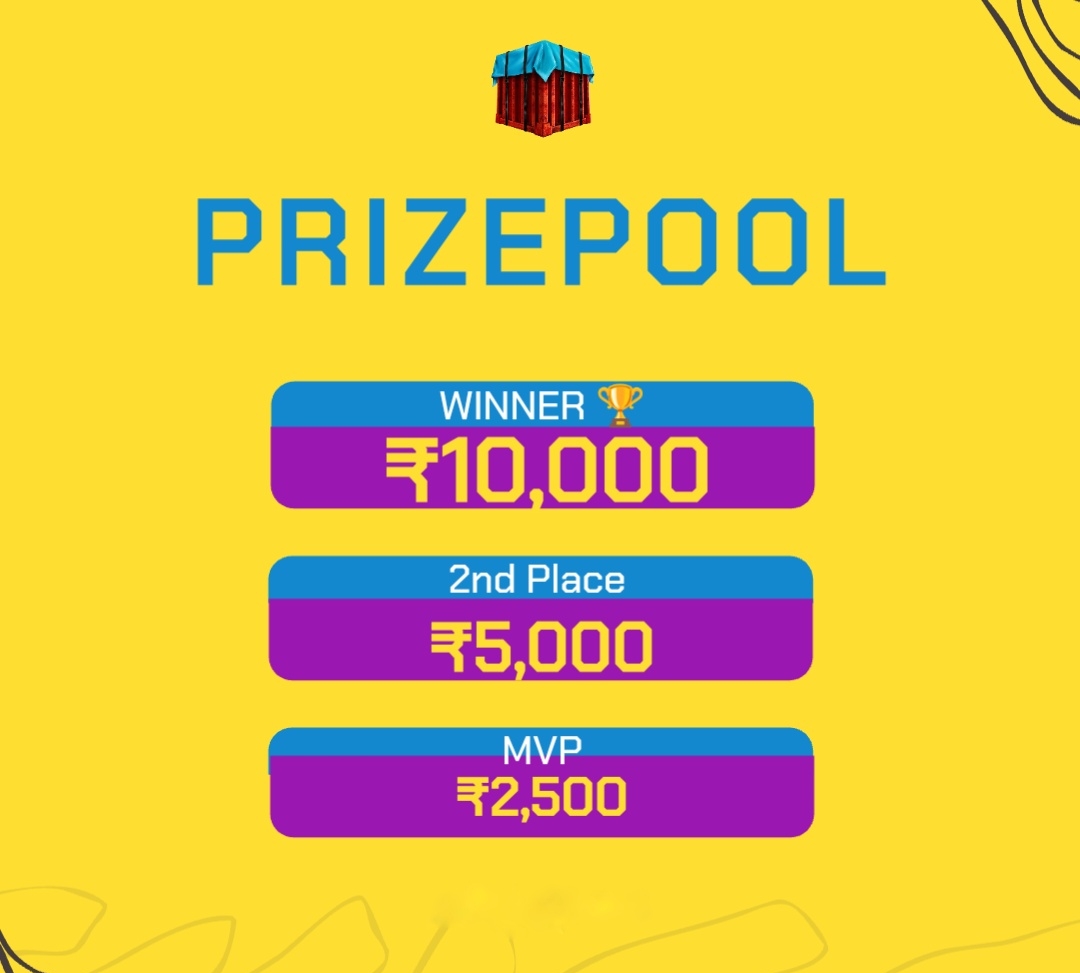 PRIZEPOOL
WINNER 🏆
₹10,000
2nd Place
₹5,000
MVP
₹2,500